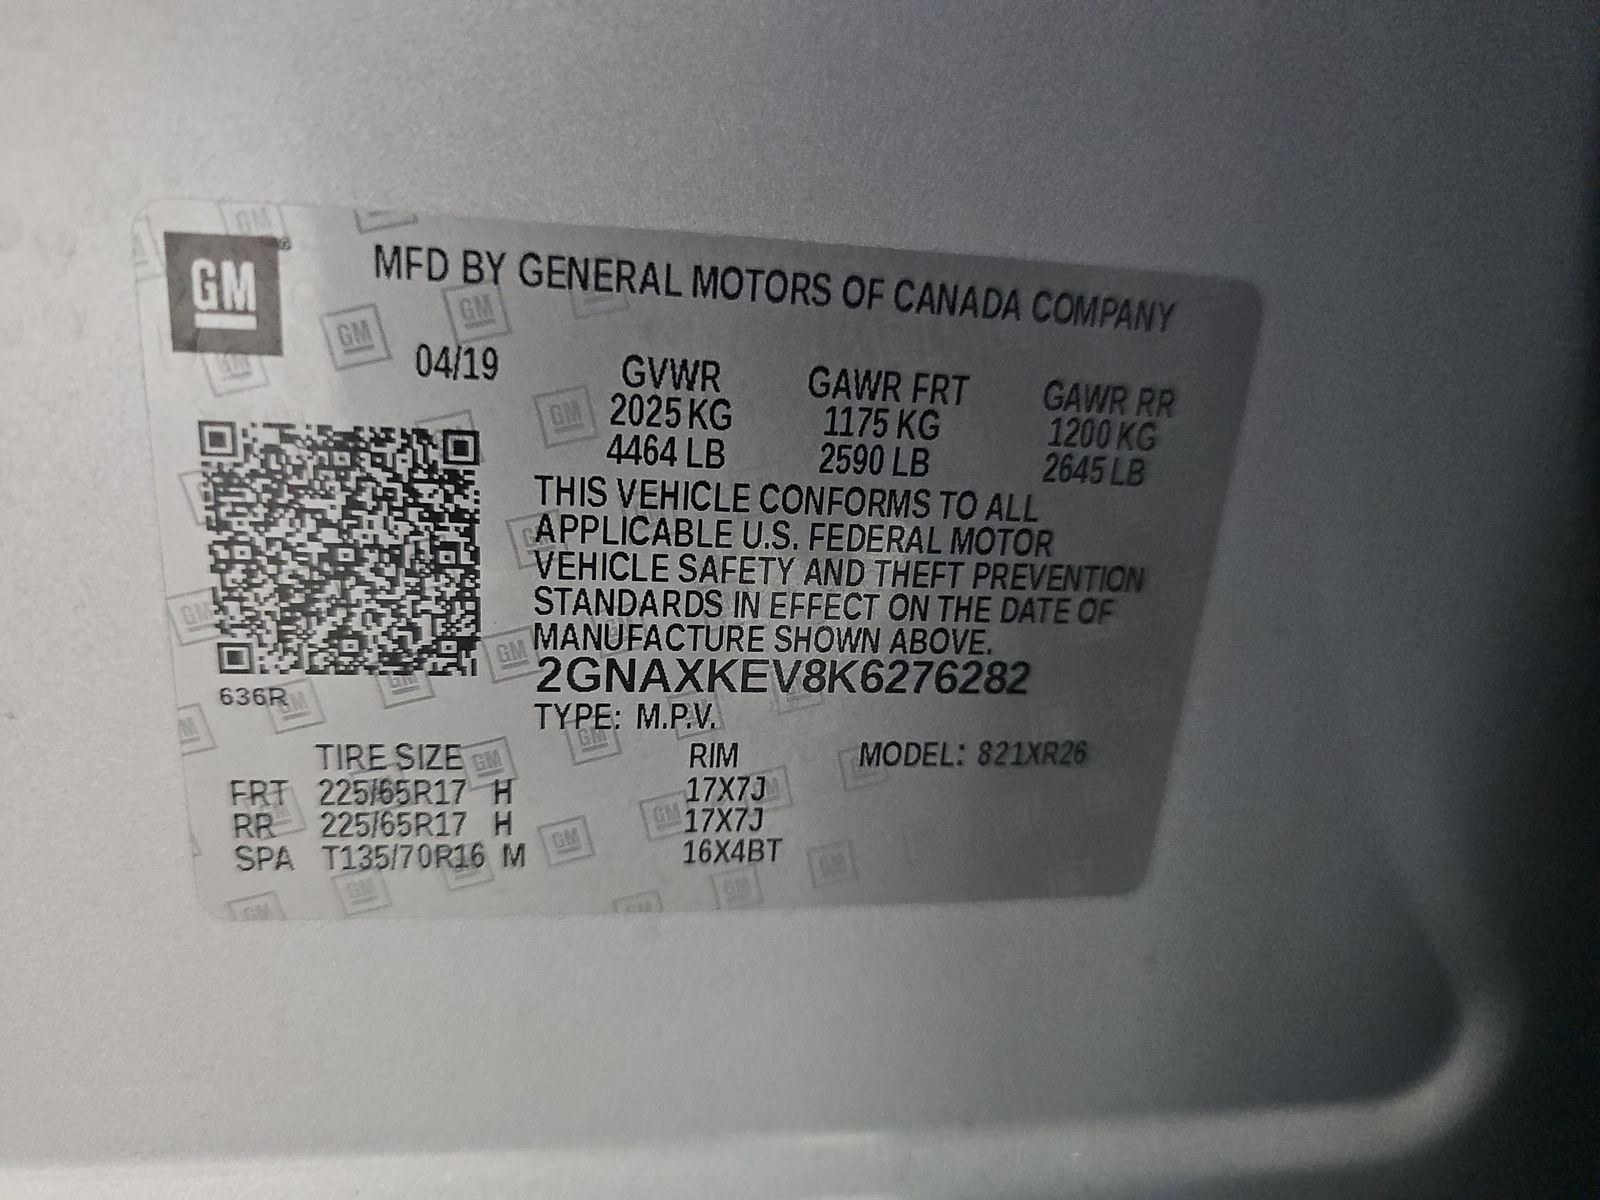 GM
MFD BY GENERAL MOTORS OF CANADA COMPANY
04/19 GVWR GAWR FRT GAWR RR
2025 KG 1175 KG 1200 KG
4464 LB 2590 LB 2645 LB
THIS VEHICLE CONFORMS TO ALL
APPLICABLE U.S. FEDERAL MOTOR
VEHICLE SAFETY AND THEFT PREVENTION
STANDARDS IN EFFECT ON THE DATE OF
MANUFACTURE SHOWN ABOVE.
2GNAXKEV8K6276282
636R
TYPE: M.P.V.
TIRE SIZE RIM MODEL: 821XR26
FRT 225/65R17 H 17X7J
RR 225/65R17 H 17X7J
SPA T135/70R16 M 16X4BT